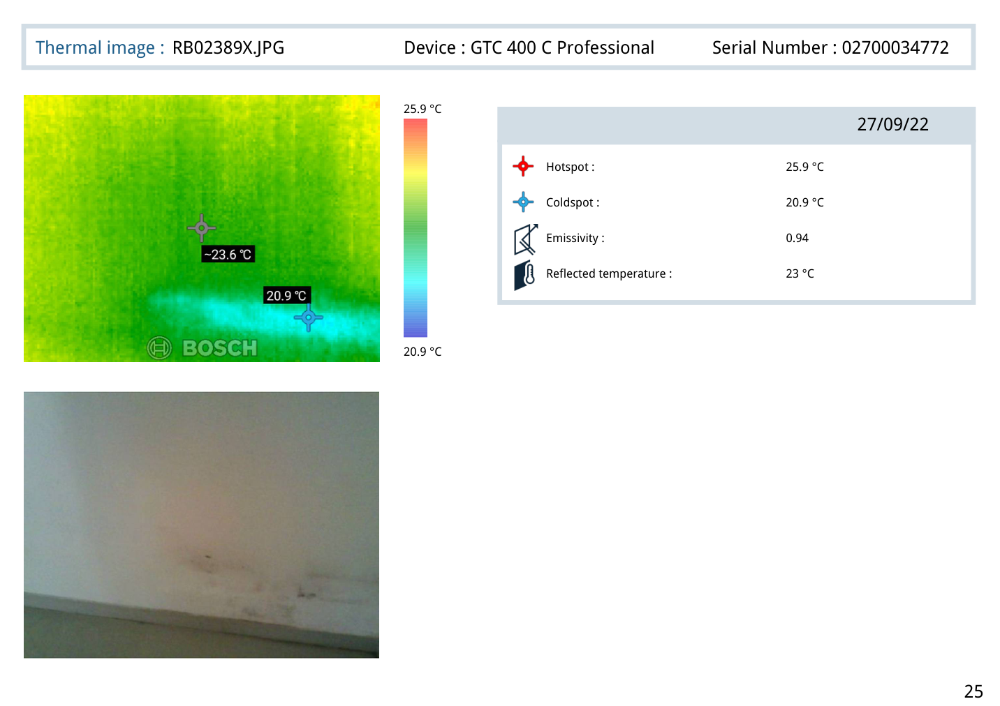 Thermal image : RB02389X.JPG Device : GTC 400 C Professional Serial Number : 02700034772
25.9 °C
27/09/22
Hotspot : 25.9 °C
Coldspot : 20.9 °C
Emissivity : 0.94
~23.6 °C
Reflected temperature : 23 °C
20.9 °C
BOSCH
20.9 °C
25